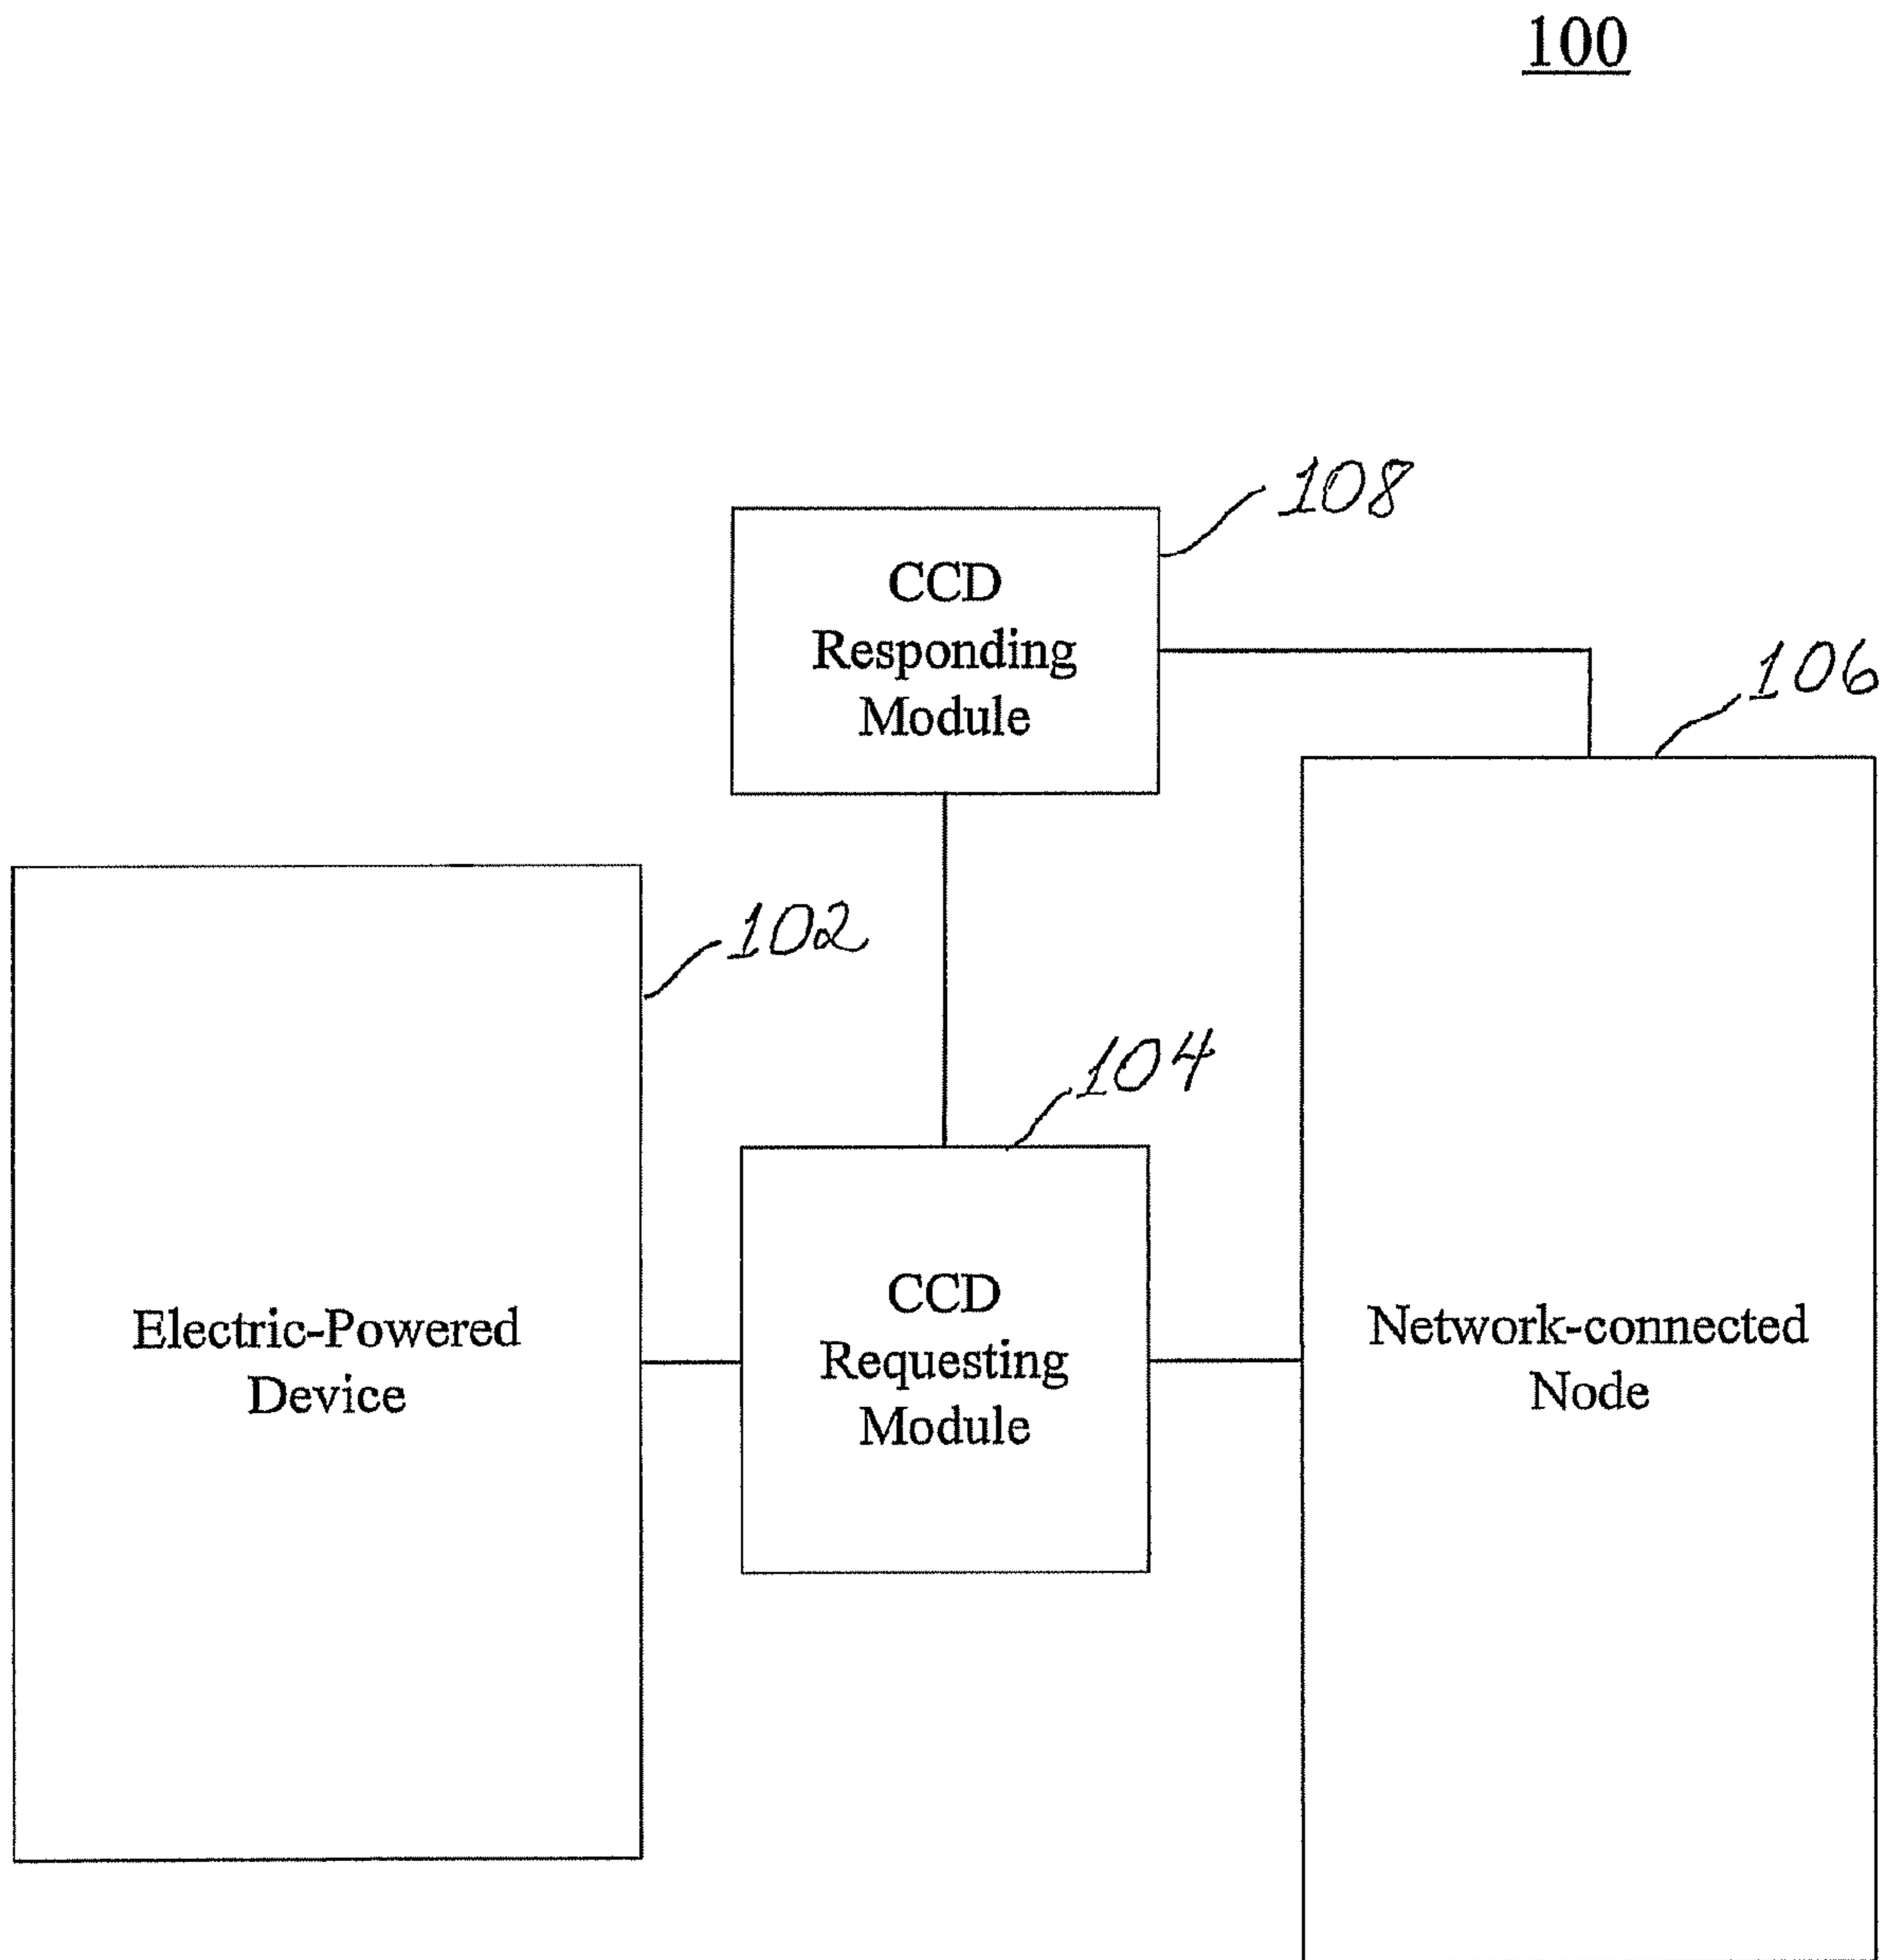 100
108
CCD
Responding
Module
106
102
104
CCD
Requesting
Module
Electric-Powered
Device
Network-connected
Node